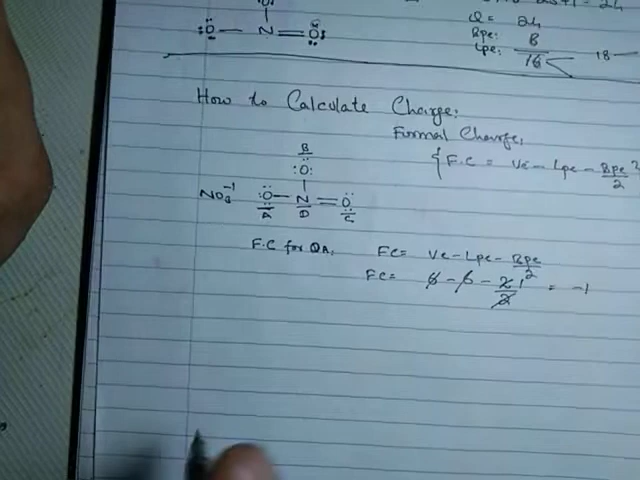 Q = 24
Bpe: 8
:Ö — N = Ö: Lpe: 16 18 —
How to Calculate Charge:
Formal Charge,
{ F.C = Ve - Lpe - Bpe/2 }
B
:Ö:
NO3 -1 :Ö — N = Ö
A D C
F.C for OA, FC = Ve - Lpe - Bpe/2
FC = 6 - 6 - 2/2 1 = -1